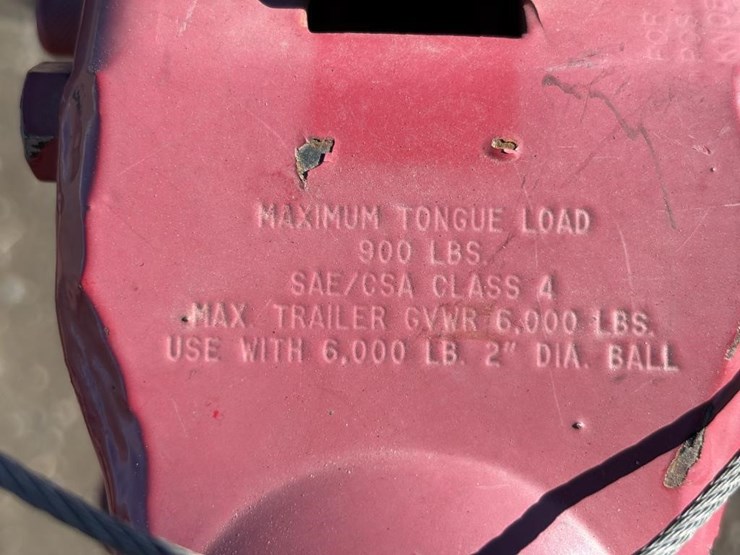 MAXIMUM TONGUE LOAD
900 LBS.
SAE/CSA CLASS 4
MAX. TRAILER GVWR 6,000 LBS.
USE WITH 6,000 LB. 2" DIA. BALL